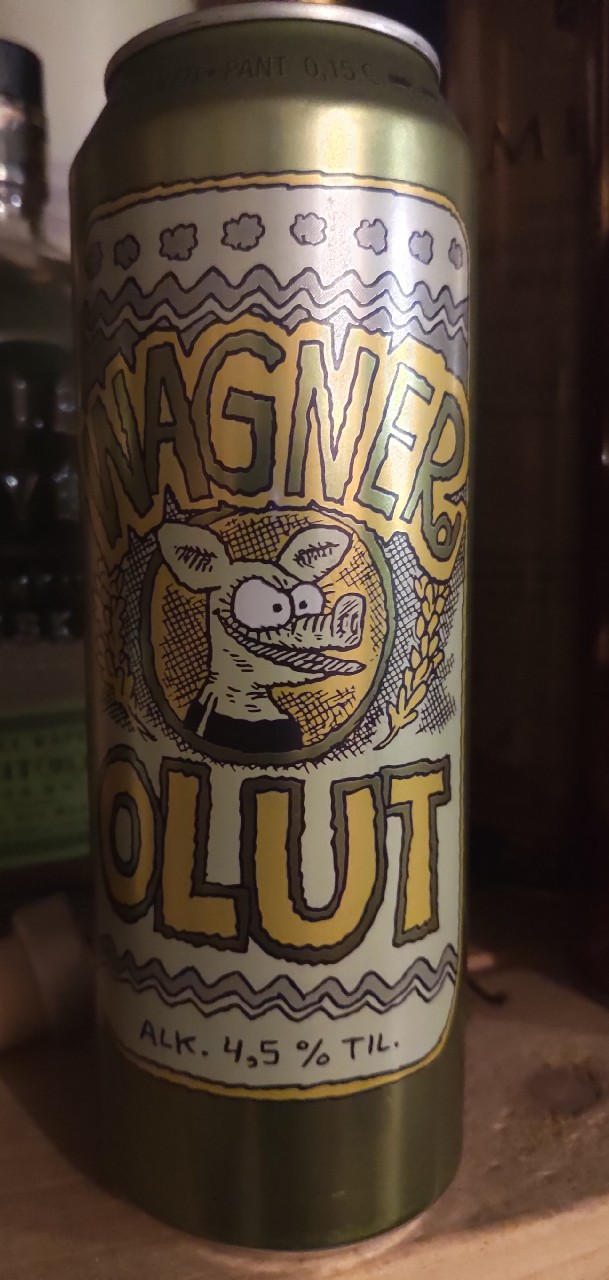 PANT 0,15 €
WAGNER
OLUT
ALK. 4,5 % TIL.